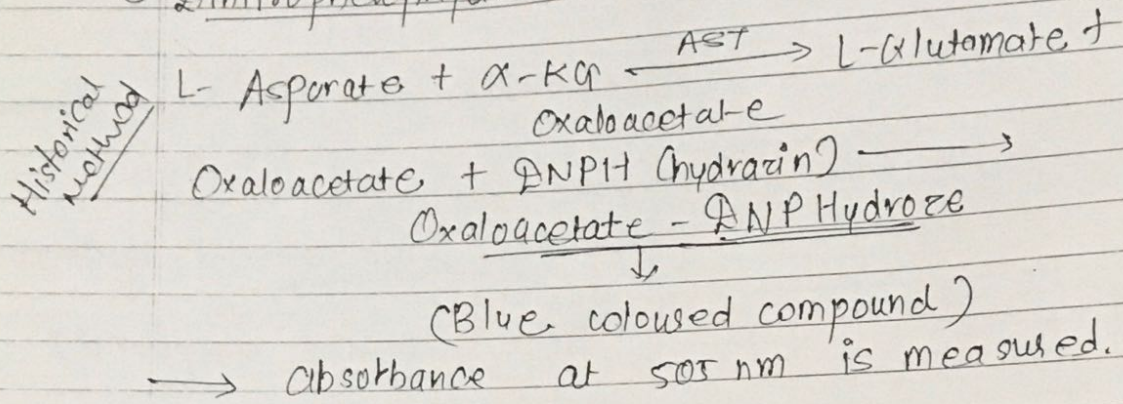 L- Asparate + α-KG ⟷ AST L-Glutamate +
Oxaloacetate
Historical Method
Oxaloacetate + DNPH (hydrazin) ⟶
Oxaloacetate - DNP Hydroze
↓
(Blue coloused compound)
⟶ absorbance at 505 nm is measured.